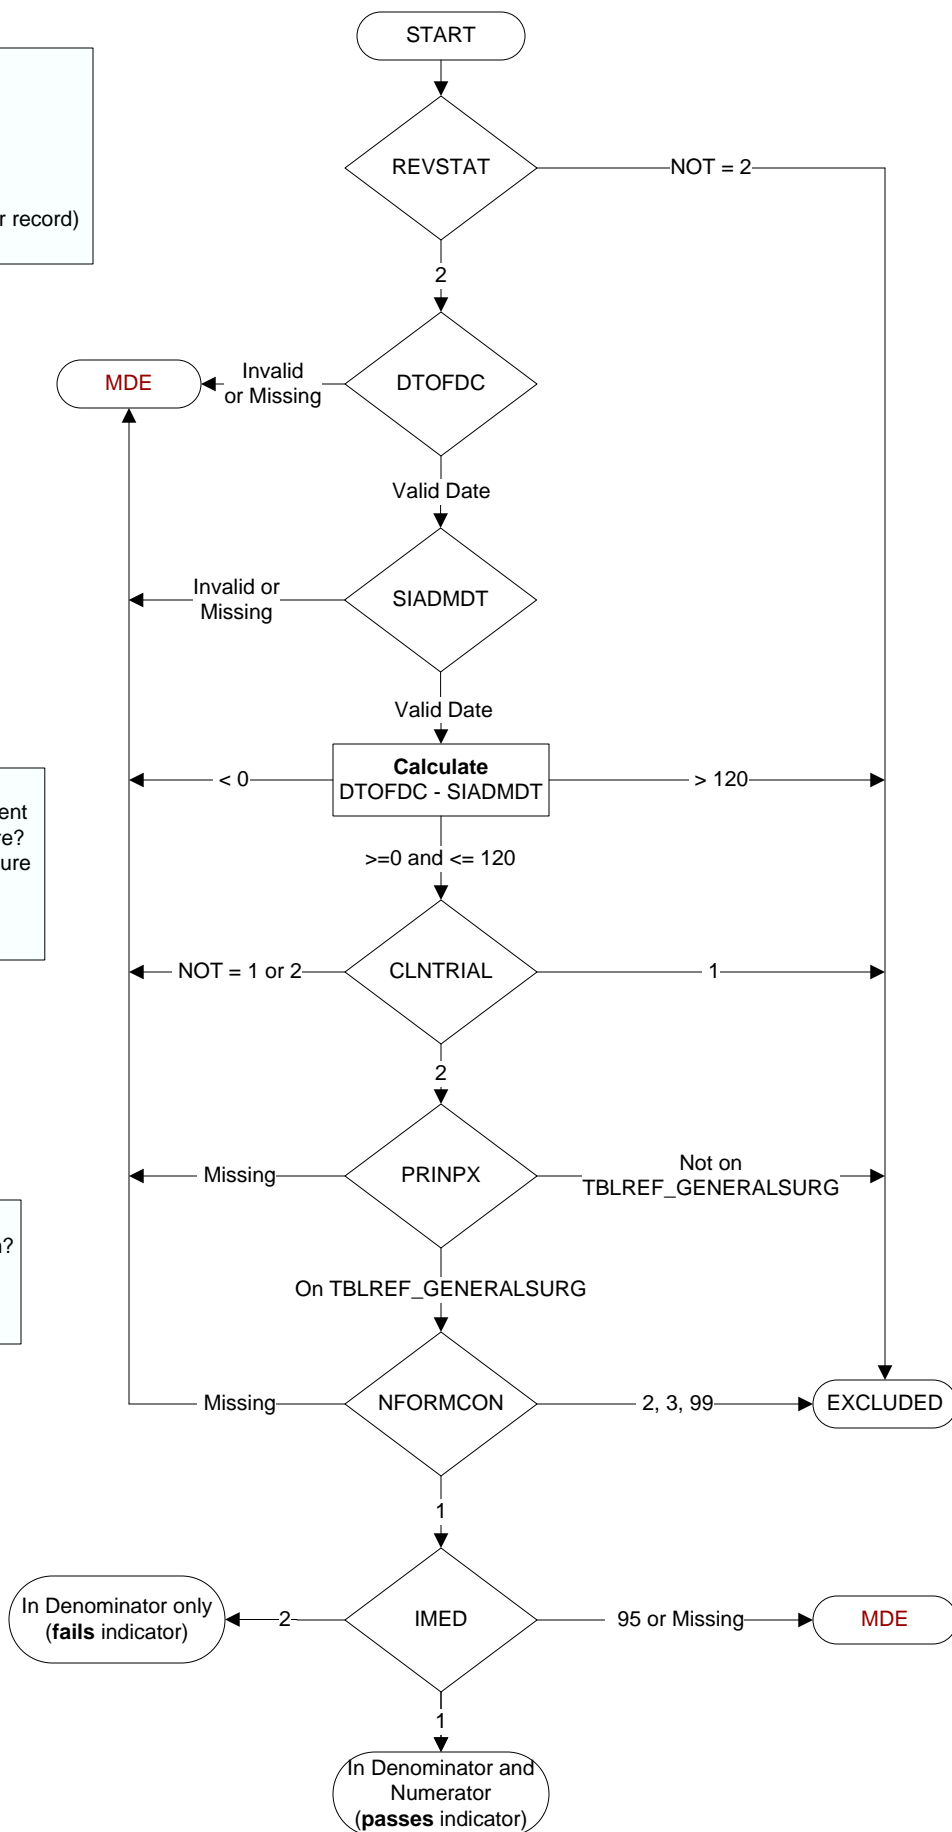 START
REVSTAT
NOT = 2
r record)
2
DTOFDC
Invalid
or Missing
MDE
Valid Date
SIADMDT
Invalid or
Missing
Valid Date
Calculate
DTOFDC - SIADMDT
< 0
> 120
ent
re?
ure
>=0 and <= 120
CLNTRIAL
NOT = 1 or 2
1
2
PRINPX
Missing
Not on
TBLREF_GENERALSURG
n?
On TBLREF_GENERALSURG
NFORMCON
Missing
2, 3, 99
EXCLUDED
1
IMED
In Denominator only
(fails indicator)
2
95 or Missing
MDE
1
In Denominator and
Numerator
(passes indicator)